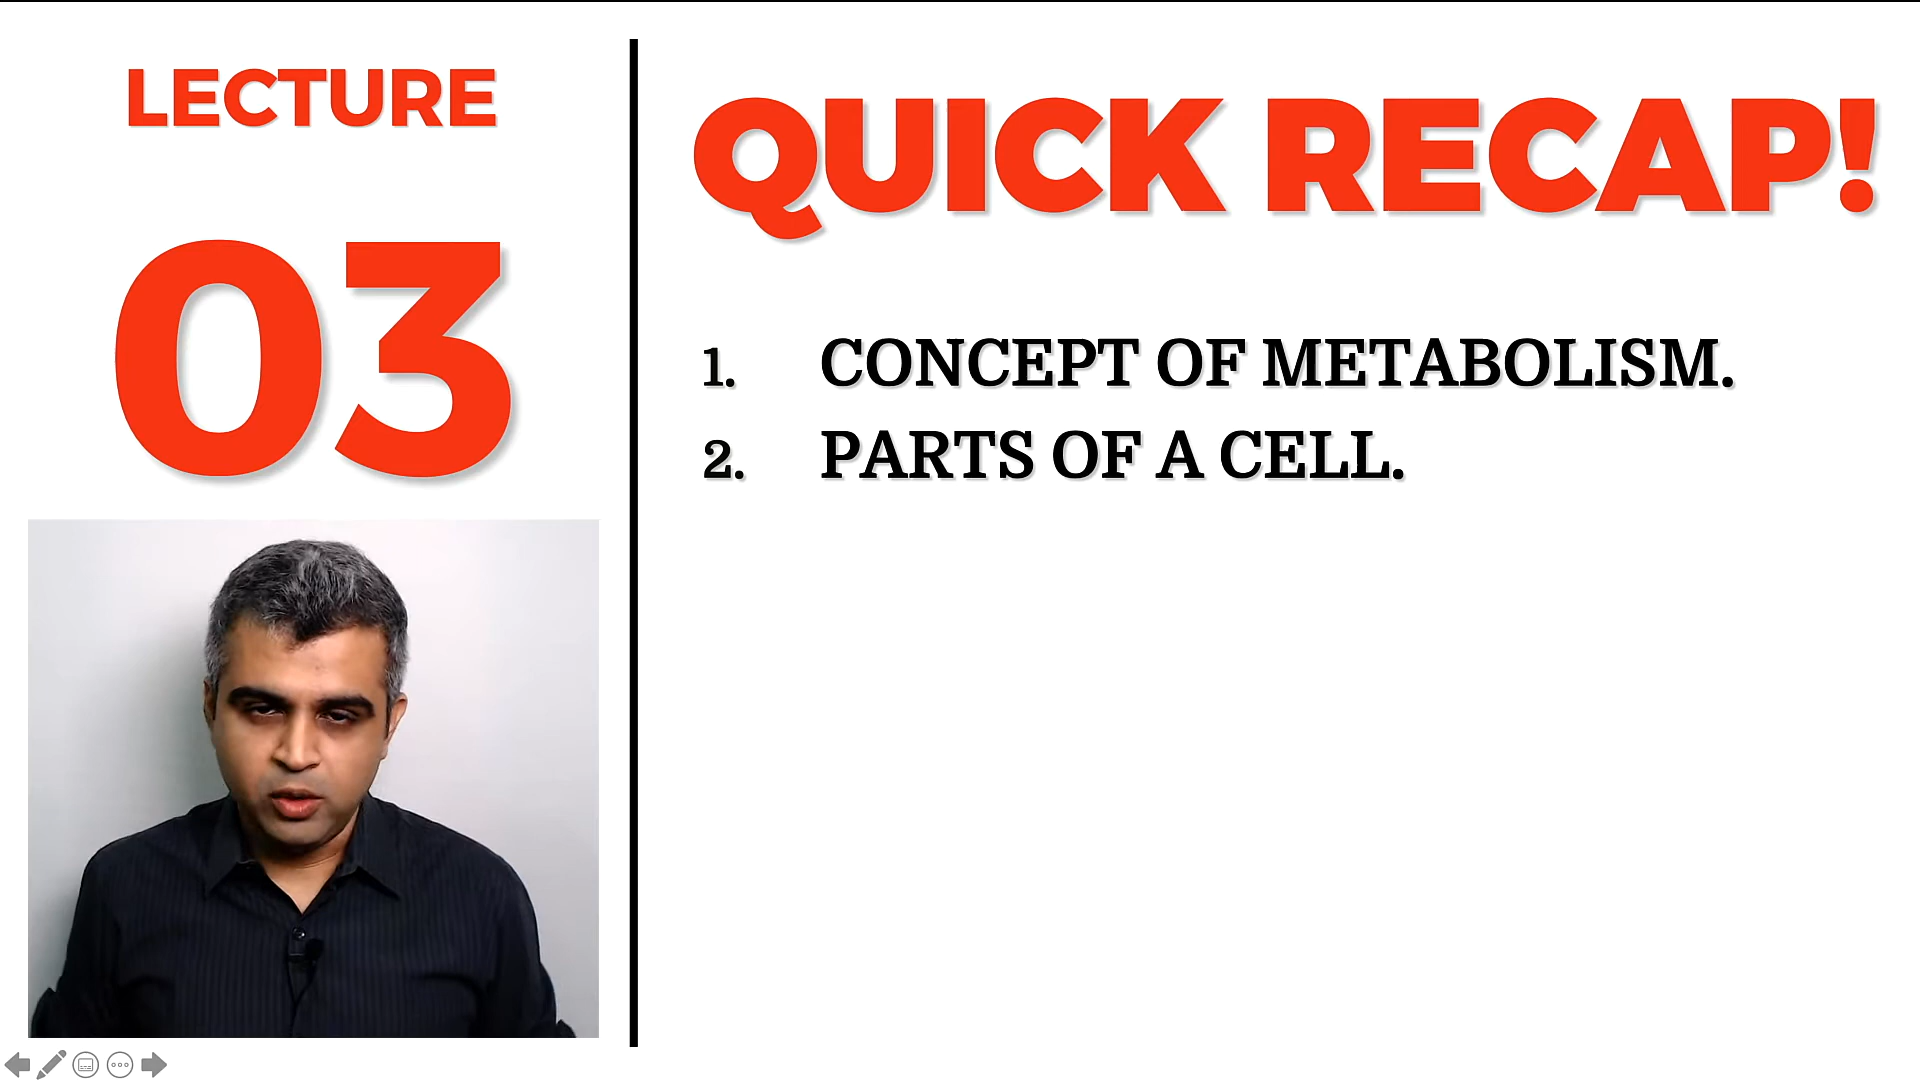 LECTURE
03
QUICK RECAP!
1. CONCEPT OF METABOLISM.
2. PARTS OF A CELL.